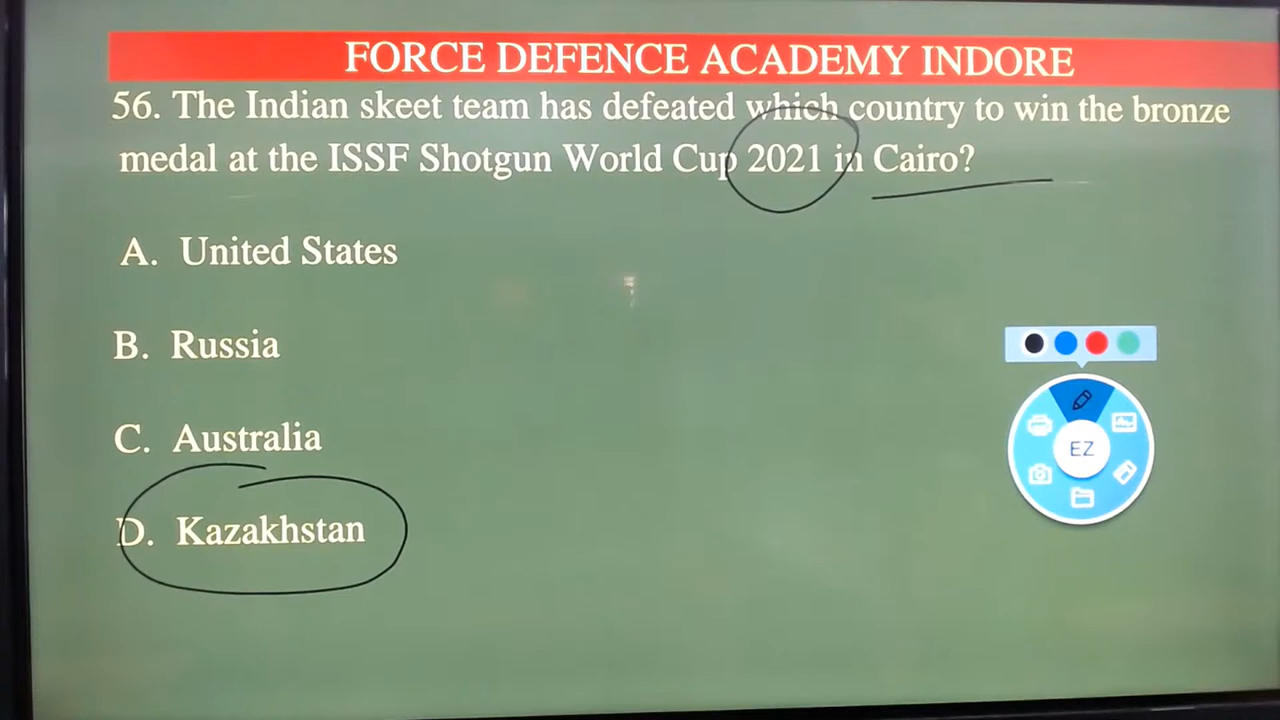 FORCE DEFENCE ACADEMY INDORE
56. The Indian skeet team has defeated which country to win the bronze
medal at the ISSF Shotgun World Cup 2021 in Cairo?
A. United States
B. Russia
C. Australia
D. Kazakhstan
EZ